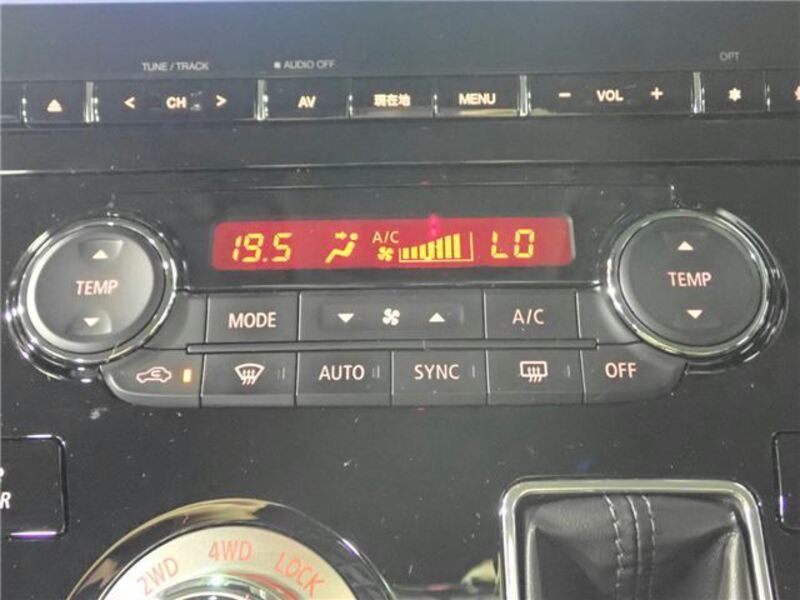 TUNE / TRACK
AUDIO OFF
OPT
< CH >
AV
現在地
MENU
− VOL +
19.5 A/C LO
TEMP
TEMP
MODE
A/C
AUTO
SYNC
OFF
R
2WD 4WD LOCK